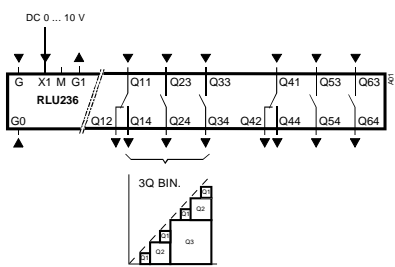 DC 0 ... 10 V
G X1 M G1 Q11 Q23 Q33 Q41 Q53 Q63
RLU236
A01
G0 Q12 Q14 Q24 Q34 Q42 Q44 Q54 Q64
3Q BIN.
Q1
Q1 Q2
Q1
Q1 Q2 Q3